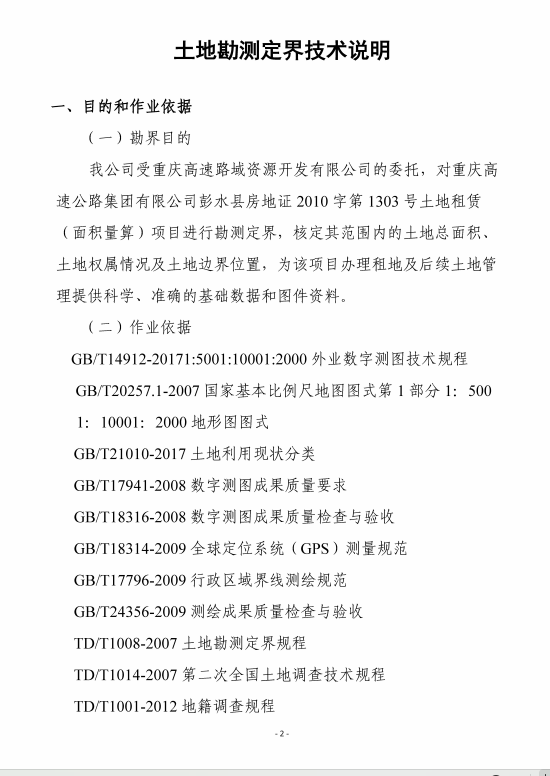 土地勘测定界技术说明
一、目的和作业依据
（一）勘界目的
我公司受重庆高速路域资源开发有限公司的委托，对重庆高
速公路集团有限公司彭水县房地证 2010 字第 1303 号土地租赁
（面积量算）项目进行勘测定界，核定其范围内的土地总面积、
土地权属情况及土地边界位置，为该项目办理租地及后续土地管
理提供科学、准确的基础数据和图件资料。
（二）作业依据
GB/T14912-20171:5001:10001:2000 外业数字测图技术规程
GB/T20257.1-2007 国家基本比例尺地图图式第 1 部分 1： 500
1： 10001： 2000 地形图图式
GB/T21010-2017 土地利用现状分类
GB/T17941-2008 数字测图成果质量要求
GB/T18316-2008 数字测图成果质量检查与验收
GB/T18314-2009 全球定位系统（GPS）测量规范
GB/T17796-2009 行政区域界线测绘规范
GB/T24356-2009 测绘成果质量检查与验收
TD/T1008-2007 土地勘测定界规程
TD/T1014-2007 第二次全国土地调查技术规程
TD/T1001-2012 地籍调查规程
- 2 -